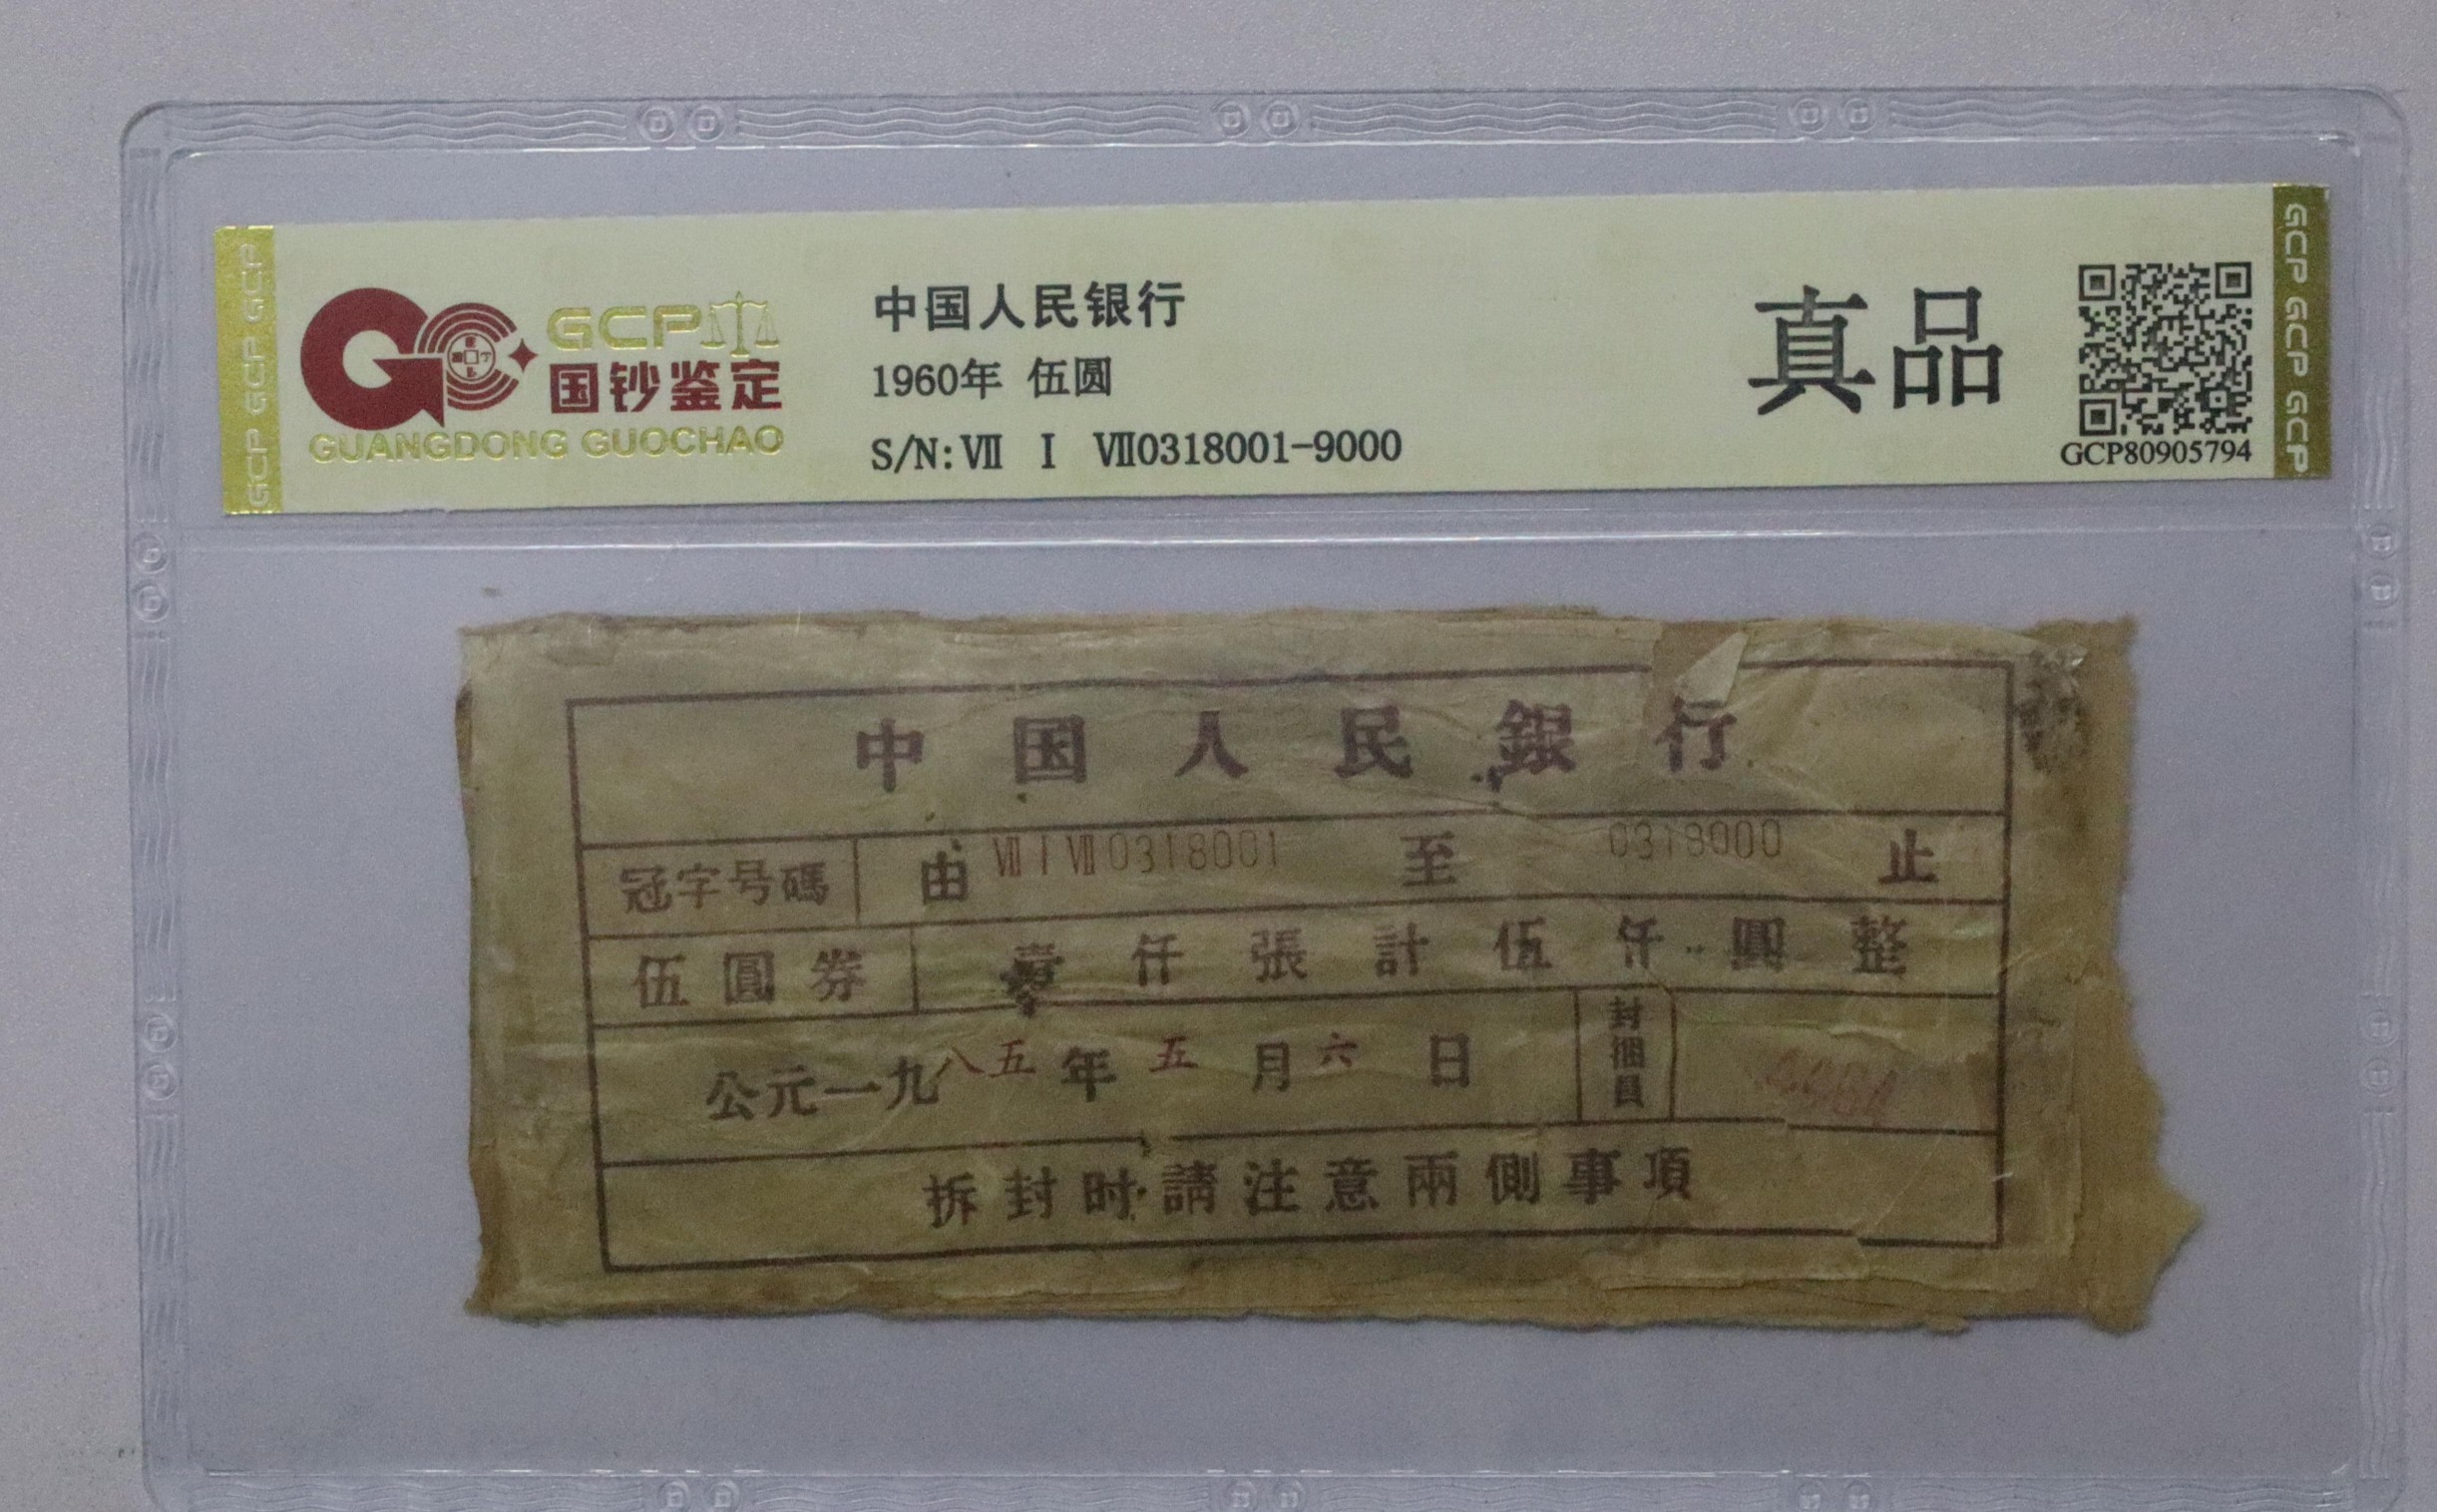 GCP GCP GCP
GCP
国钞鉴定
GUANGDONG GUOCHAO
中国人民银行
1960年 伍圆
S/N:Ⅶ Ⅰ Ⅶ0318001-9000
真品
GCP80905794
GCP GCP GCP
中国人民銀行
冠字号碼 由 Ⅷ Ⅰ Ⅷ 0318001 至 0319000 止
伍圓券 壹仟張計伍仟圓整
公元一九八五年五月六日 封捆員
拆封时請注意兩側事項